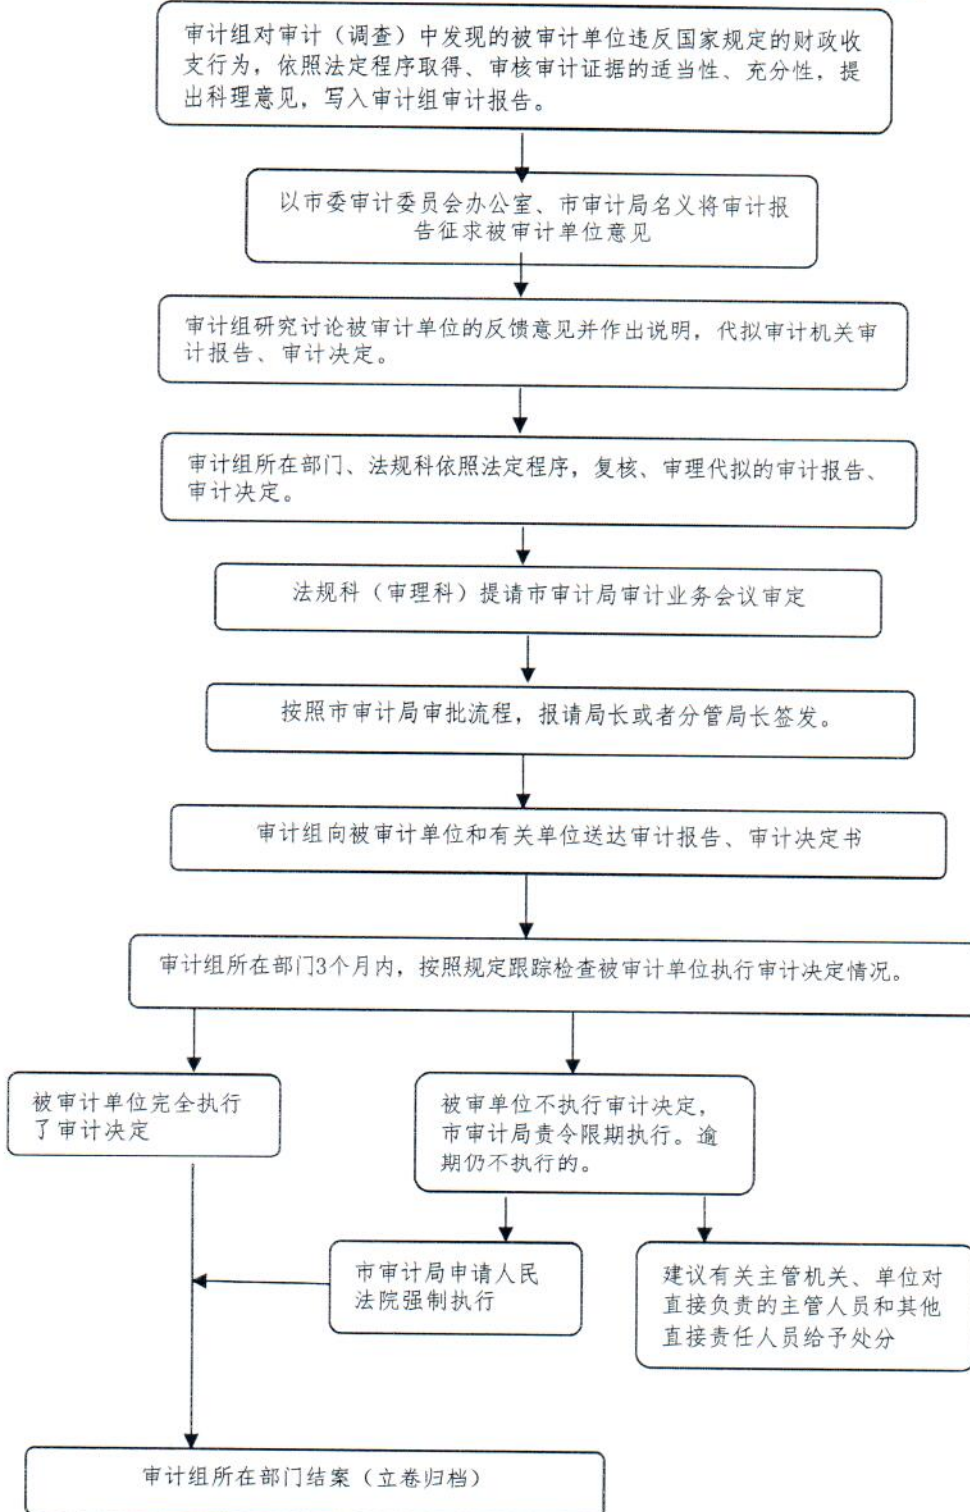 审计组对审计（调查）中发现的被审计单位违反国家规定的财政收
支行为，依照法定程序取得、审核审计证据的适当性、充分性，提
出科理意见，写入审计组审计报告。
以市委审计委员会办公室、市审计局名义将审计报
告征求被审计单位意见
审计组研究讨论被审计单位的反馈意见并作出说明，代拟审计机关审
计报告、审计决定。
审计组所在部门、法规科依照法定程序，复核、审理代拟的审计报告、
审计决定。
法规科（审理科）提请市审计局审计业务会议审定
按照市审计局审批流程，报请局长或者分管局长签发。
审计组向被审计单位和有关单位送达审计报告、审计决定书
审计组所在部门3个月内，按照规定跟踪检查被审计单位执行审计决定情况。
被审计单位完全执行
了审计决定
被审单位不执行审计决定，
市审计局责令限期执行。逾
期仍不执行的。
市审计局申请人民
法院强制执行
建议有关主管机关、单位对
直接负责的主管人员和其他
直接责任人员给予处分
审计组所在部门结案（立卷归档）